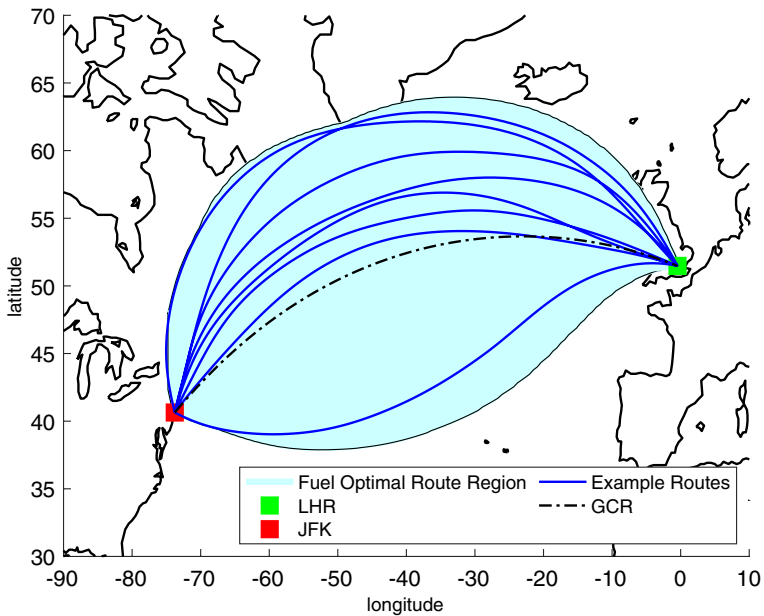 70
65
60
55
50
45
40
35
30
latitude
Fuel Optimal Route Region
Example Routes
LHR
GCR
JFK
-90 -80 -70 -60 -50 -40 -30 -20 -10 0 10
longitude